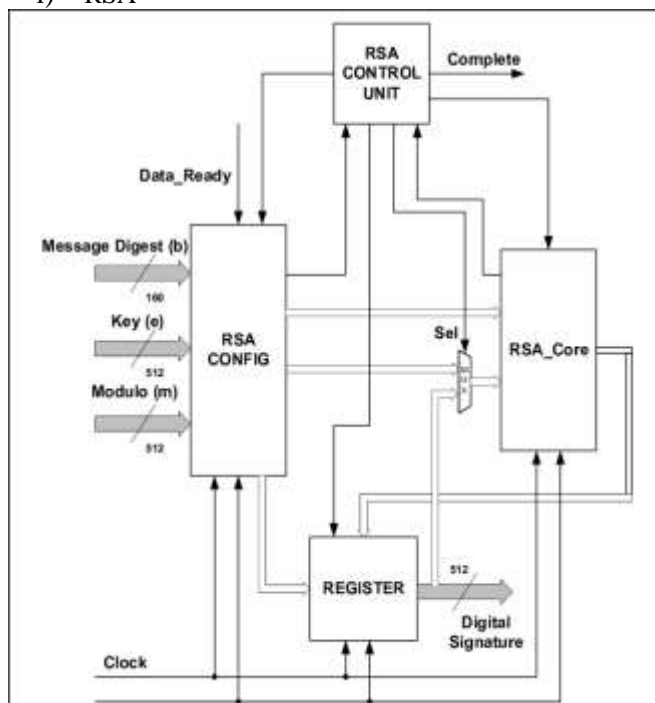 i) RSA
RSA
CONTROL
UNIT
Complete
Data_Ready
Message Digest (b)
160
Key (e)
512
Modulo (m)
512
RSA
CONFIG
Sel
MUX
RSA_Core
REGISTER
512
Digital
Signature
Clock